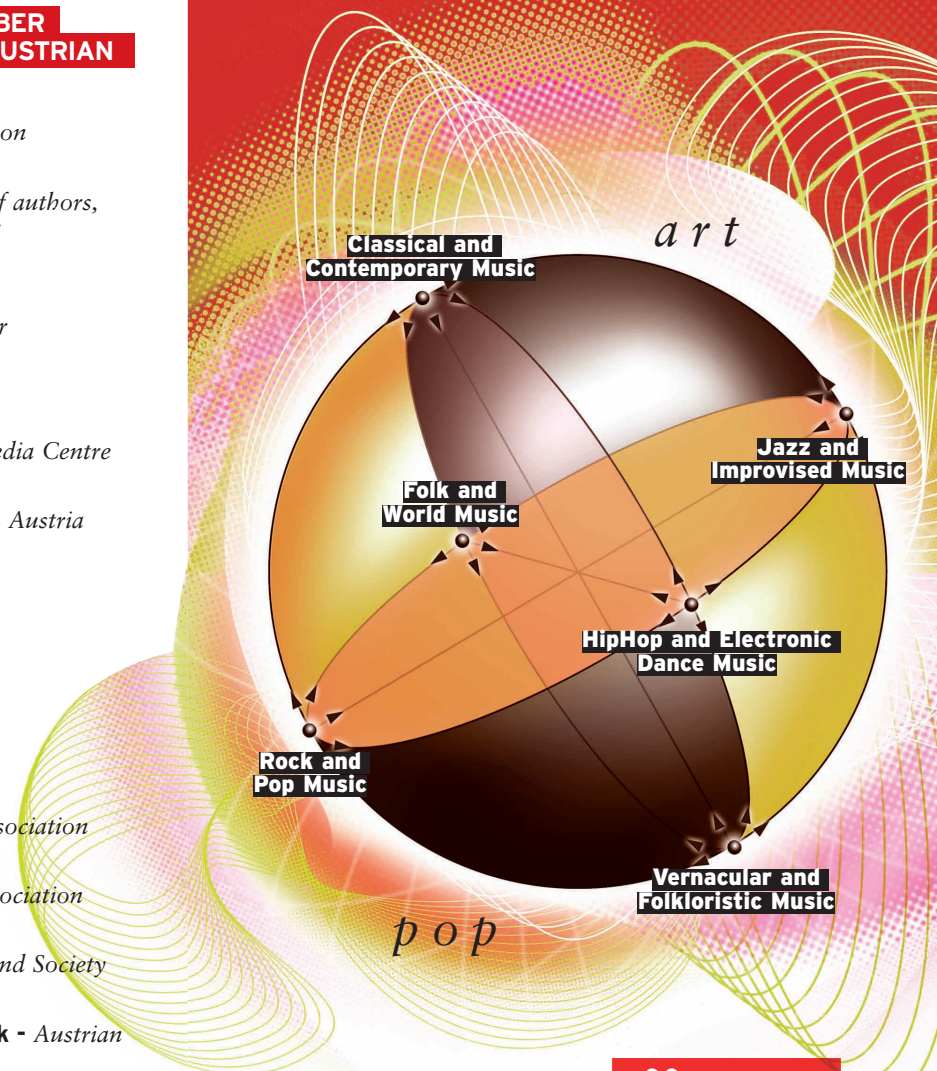 BER
USTRIAN
on
f authors,
r
edia Centre
Austria
sociation
ociation
nd Society
k - Austrian
art
Classical and
Contemporary Music
Jazz and
Improvised Music
Folk and
World Music
HipHop and Electronic
Dance Music
Rock and
Pop Music
Vernacular and
Folkloristic Music
pop